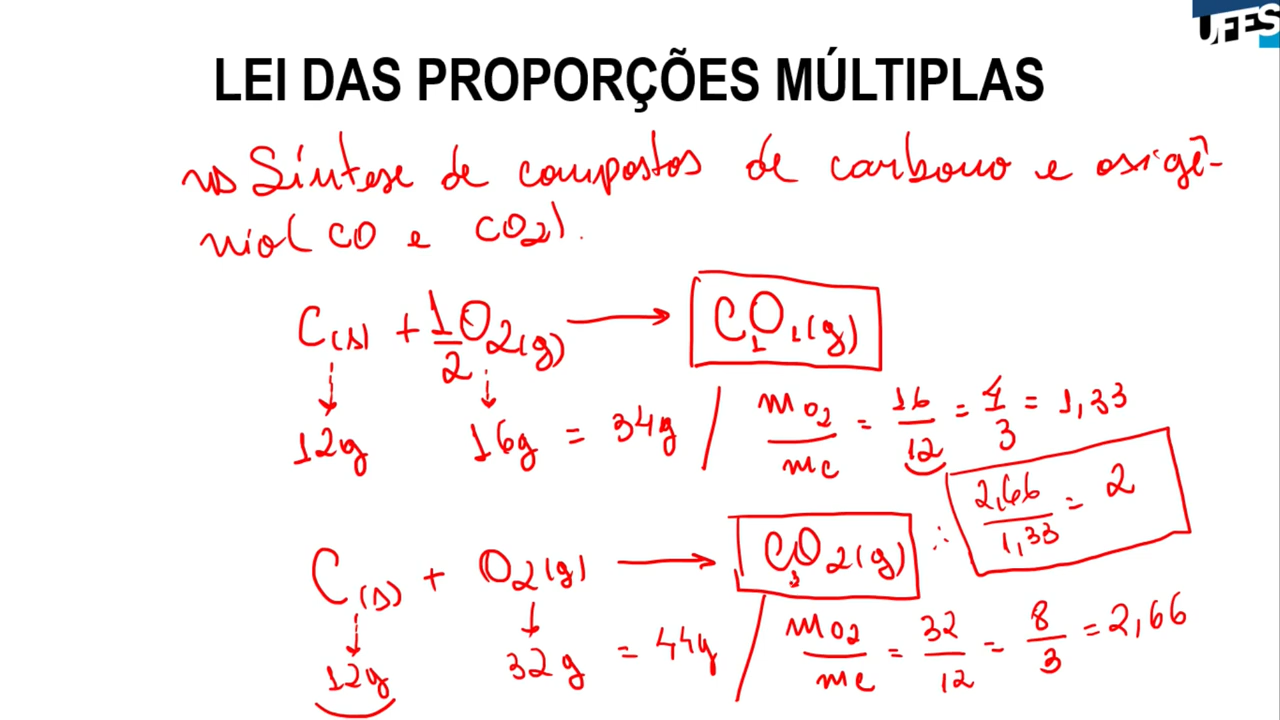 UFES
LEI DAS PROPORÇÕES MÚLTIPLAS
Síntese de compostos de carbono e oxigê-
nio( CO e CO2).
C(s) + 1/2 O2(g) → C1O1(g)
12g 16g = 34g / mO2/mC = 16/12 = 4/3 = 1,33
∴ 2,66/1,33 = 2
C(s) + O2(g) → C1O2(g)
12g 32g = 44g / mO2/mC = 32/12 = 8/3 = 2,66